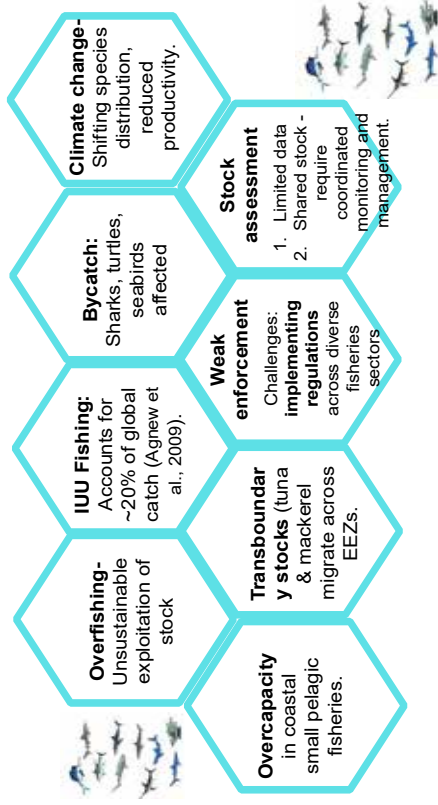 Overfishing-
Unsustainable
exploitation of
stock
IUU Fishing:
Accounts for
~20% of global
catch (Agnew et
al., 2009).
Bycatch:
Sharks, turtles,
seabirds
affected
Climate change-
Shifting species
distribution,
reduced
productivity.
Overcapacity
in coastal
small pelagic
fisheries.
Transboundar
y stocks (tuna
& mackerel
migrate across
EEZs.
Weak
enforcement
Challenges:
implementing
regulations
across diverse
fisheries
sectors
Stock
assessment
1. Limited data
2. Shared stock -
require
coordinated
monitoring and
management.